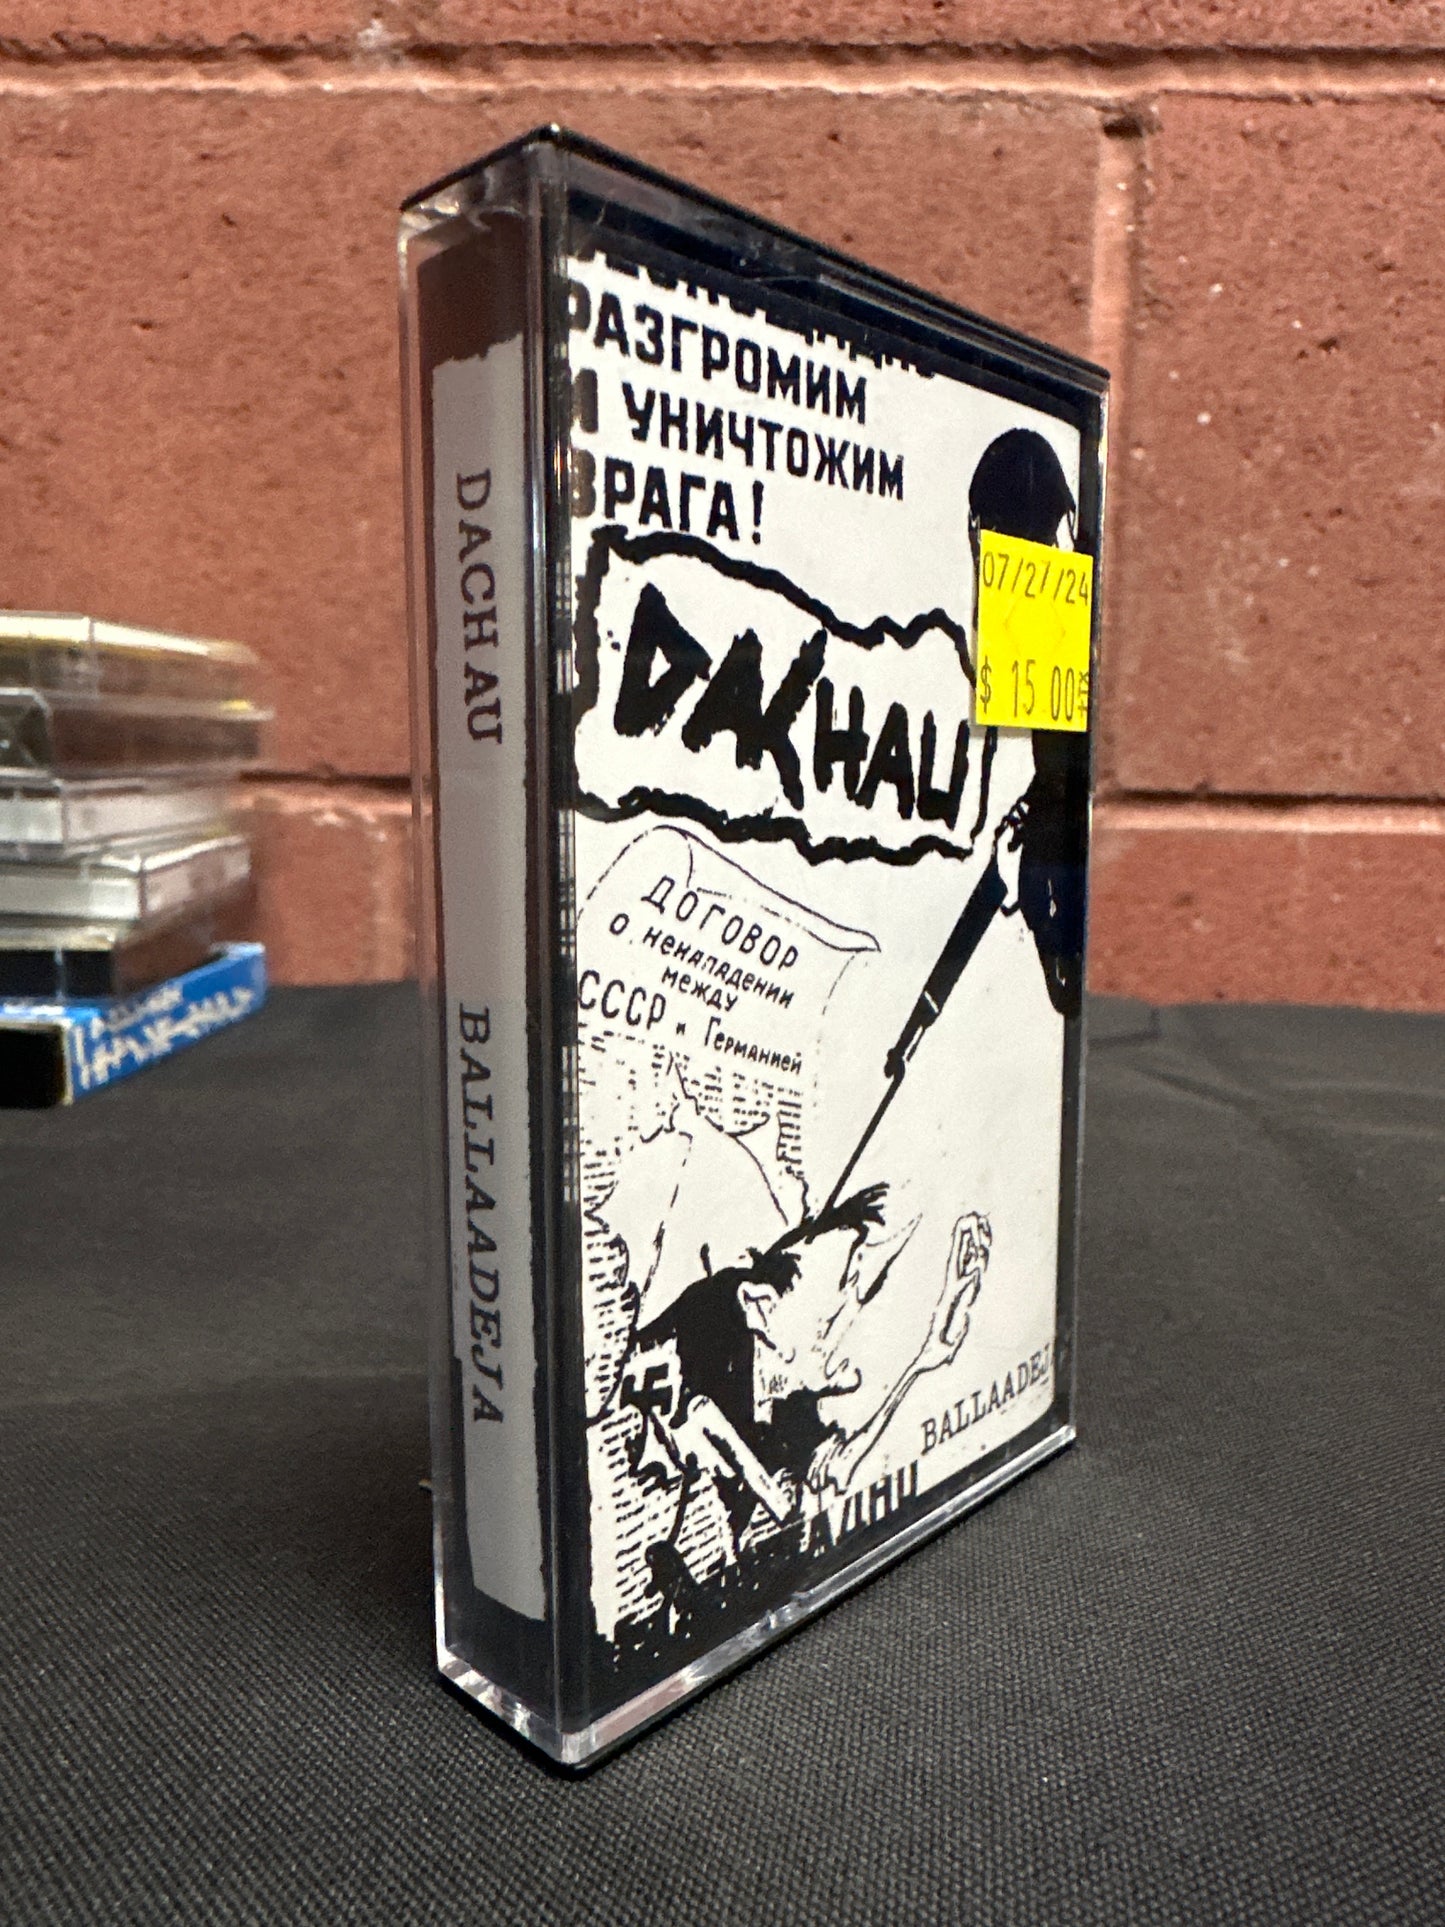 DACHAU
BALLAADEJA
РАЗГРОМИМ
И УНИЧТОЖИМ
ВРАГА!
DACHAU
07/27/24
$ 15.00
ДОГОВОР
о ненападении
между
СССР и Германией
BALLAADEJA